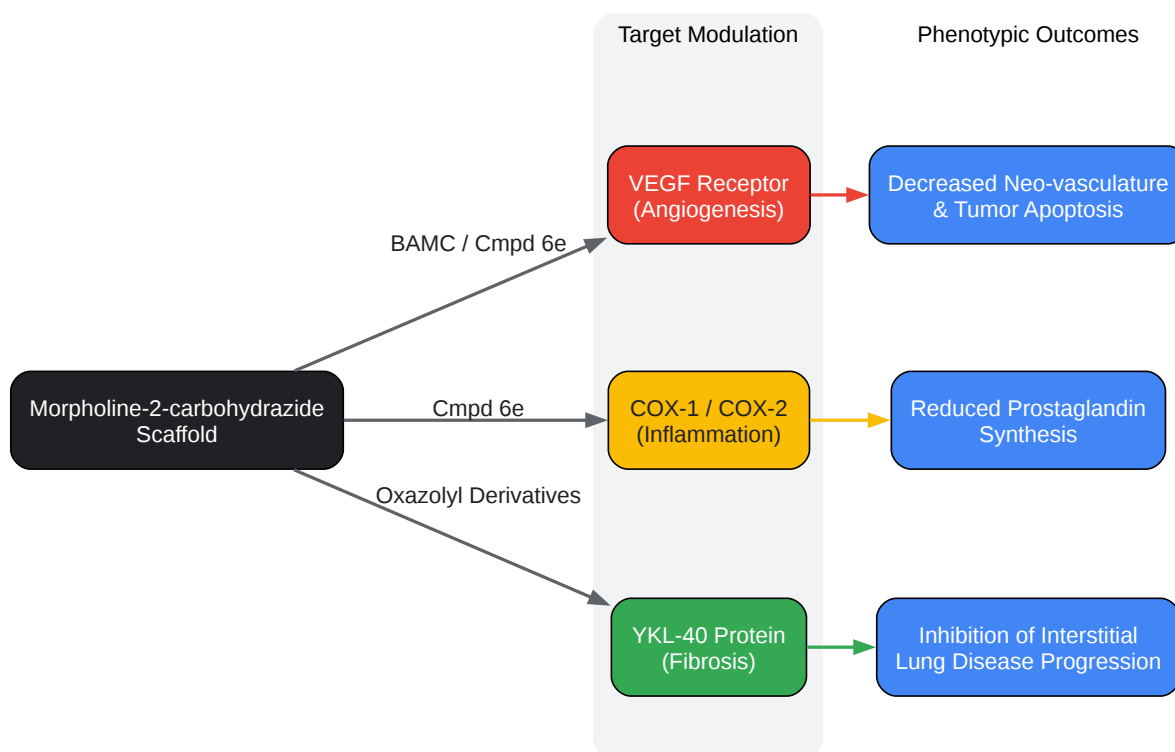 Target Modulation
Phenotypic Outcomes
VEGF Receptor
(Angiogenesis)
Decreased Neo-vasculature
& Tumor Apoptosis
BAMC / Cmpd 6e
Morpholine-2-carbohydrazide
Scaffold
Cmpd 6e
COX-1 / COX-2
(Inflammation)
Reduced Prostaglandin
Synthesis
Oxazolyl Derivatives
YKL-40 Protein
(Fibrosis)
Inhibition of Interstitial
Lung Disease Progression